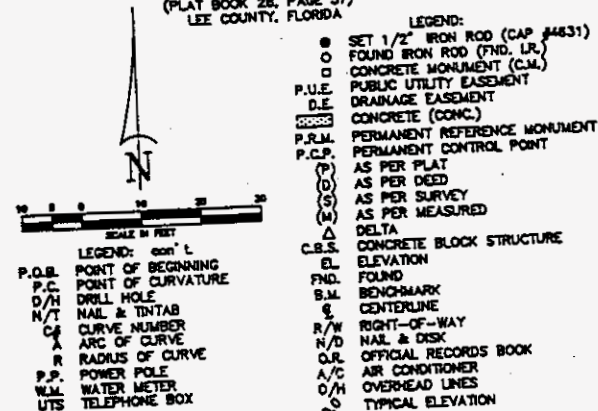 (PLAT BOOK 28, PAGE 37)
LEE COUNTY, FLORIDA
N
10 5 0 10 20 30
SCALE IN FEET
LEGEND: con't.
P.O.B. POINT OF BEGINNING
P.C. POINT OF CURVATURE
D/H DRILL HOLE
N/T NAIL & TINTAB
C# CURVE NUMBER
A ARC OF CURVE
R RADIUS OF CURVE
P.P. POWER POLE
W.M. WATER METER
UTS TELEPHONE BOX
LEGEND:
SET 1/2" IRON ROD (CAP #4631)
FOUND IRON ROD (FND. I.R.)
CONCRETE MONUMENT (C.M.)
P.U.E. PUBLIC UTILITY EASEMENT
D.E. DRAINAGE EASEMENT
CONCRETE (CONC.)
P.R.M. PERMANENT REFERENCE MONUMENT
P.C.P. PERMANENT CONTROL POINT
(P) AS PER PLAT
(D) AS PER DEED
(S) AS PER SURVEY
(M) AS PER MEASURED
Δ DELTA
C.B.S. CONCRETE BLOCK STRUCTURE
EL. ELEVATION
FND. FOUND
B.M. BENCHMARK
℄ CENTERLINE
R/W RIGHT-OF-WAY
N/D NAIL & DISK
O.R. OFFICIAL RECORDS BOOK
A/C AIR CONDITIONER
O/H OVERHEAD LINES
TYPICAL ELEVATION